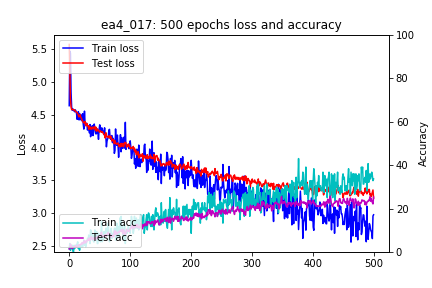 ea4_017: 500 epochs loss and accuracy
Train loss
Test loss
Train acc
Test acc
Loss
5.5
5.0
4.5
4.0
3.5
3.0
2.5
Accuracy
100
80
60
40
20
0
0
100
200
300
400
500